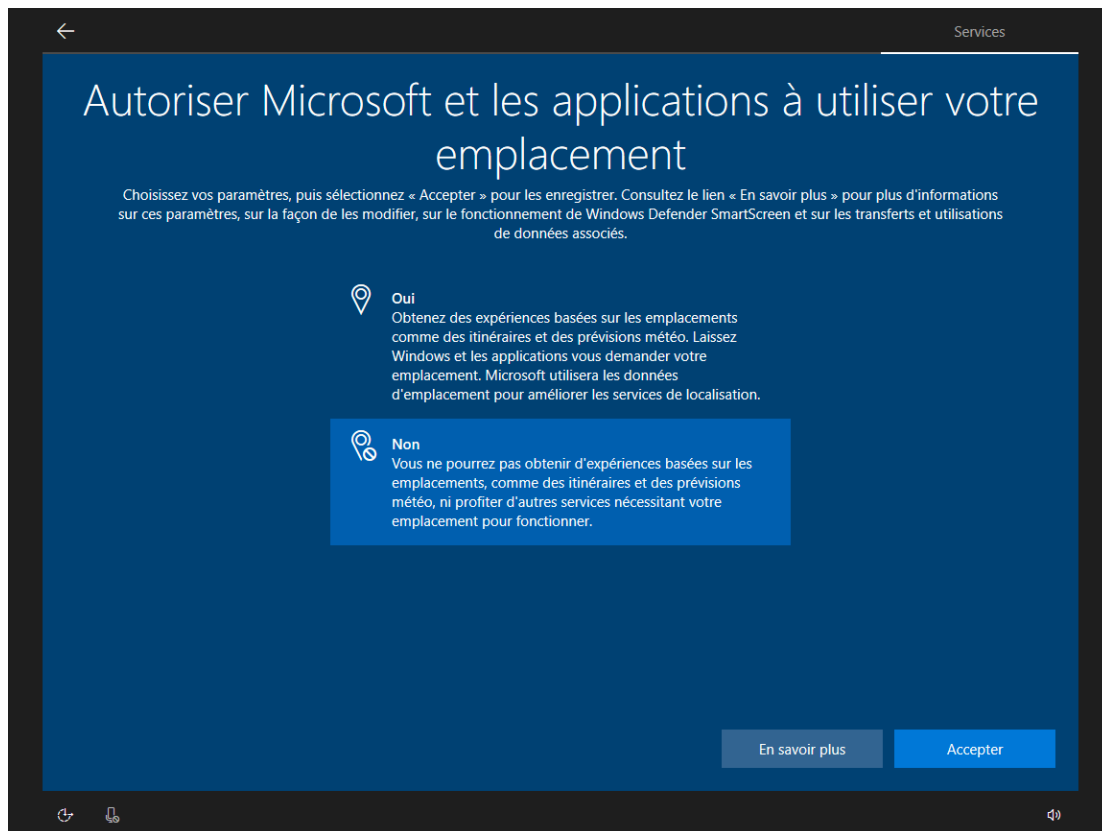 Services
Autoriser Microsoft et les applications à utiliser votre
emplacement
Choisissez vos paramètres, puis sélectionnez « Accepter » pour les enregistrer. Consultez le lien « En savoir plus » pour plus d'informations
sur ces paramètres, sur la façon de les modifier, sur le fonctionnement de Windows Defender SmartScreen et sur les transferts et utilisations
de données associés.
Oui
Obtenez des expériences basées sur les emplacements
comme des itinéraires et des prévisions météo. Laissez
Windows et les applications vous demander votre
emplacement. Microsoft utilisera les données
d'emplacement pour améliorer les services de localisation.
Non
Vous ne pourrez pas obtenir d'expériences basées sur les
emplacements, comme des itinéraires et des prévisions
météo, ni profiter d'autres services nécessitant votre
emplacement pour fonctionner.
En savoir plus
Accepter